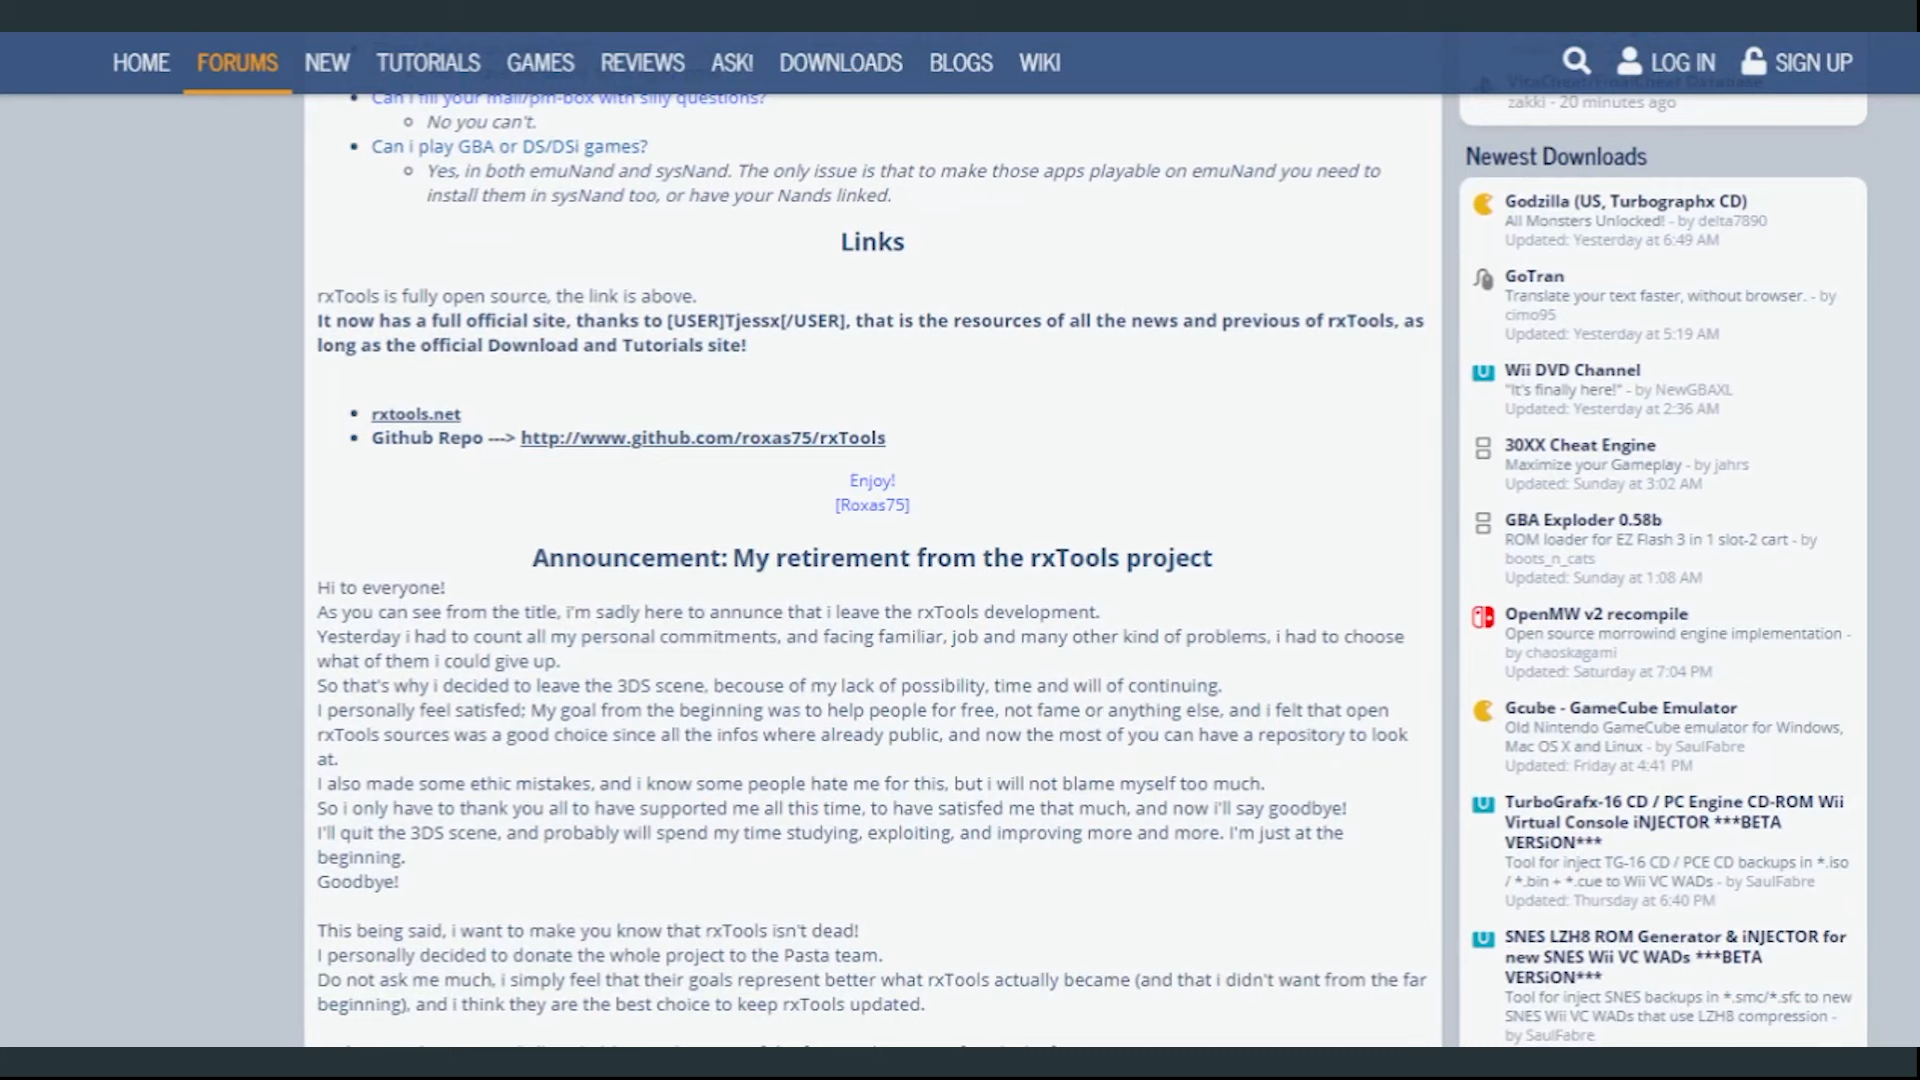 HOME FORUMS NEW TUTORIALS GAMES REVIEWS ASK! DOWNLOADS BLOGS WIKI LOG IN SIGN UP
Can i fill your mail/pm-box with silly questions?
No you can't.
Can i play GBA or DS/DSi games?
Yes, in both emuNand and sysNand. The only issue is that to make those apps playable on emuNand you need to
install them in sysNand too, or have your Nands linked.
Links
rxTools is fully open source, the link is above.
It now has a full official site, thanks to [USER]Tjessx[/USER], that is the resources of all the news and previous of rxTools, as
long as the official Download and Tutorials site!
rxtools.net
Github Repo ---> http://www.github.com/roxas75/rxTools
Enjoy!
[Roxas75]
Announcement: My retirement from the rxTools project
Hi to everyone!
As you can see from the title, i'm sadly here to annunce that i leave the rxTools development.
Yesterday i had to count all my personal commitments, and facing familiar, job and many other kind of problems, i had to choose
what of them i could give up.
So that's why i decided to leave the 3DS scene, becouse of my lack of possibility, time and will of continuing.
I personally feel satisfied; My goal from the beginning was to help people for free, not fame or anything else, and i felt that open
rxTools sources was a good choice since all the infos where already public, and now the most of you can have a repository to look
at.
I also made some ethic mistakes, and i know some people hate me for this, but i will not blame myself too much.
So i only have to thank you all to have supported me all this time, to have satisfed me that much, and now i'll say goodbye!
I'll quit the 3DS scene, and probably will spend my time studying, exploiting, and improving more and more. I'm just at the
beginning.
Goodbye!
This being said, i want to make you know that rxTools isn't dead!
I personally decided to donate the whole project to the Pasta team.
Do not ask me much, i simply feel that their goals represent better what rxTools actually became (and that i didn't want from the far
beginning), and i think they are the best choice to keep rxTools updated.
ViteCheat/FinalCheat Database
zakki - 20 minutes ago
Newest Downloads
Godzilla (US, Turbographx CD)
All Monsters Unlocked! - by delta7890
Updated: Yesterday at 6:49 AM
GoTran
Translate your text faster, without browser. - by
cimo95
Updated: Yesterday at 5:19 AM
Wii DVD Channel
"It's finally here!" - by NewGBAXL
Updated: Yesterday at 2:36 AM
30XX Cheat Engine
Maximize your Gameplay - by jahrs
Updated: Sunday at 3:02 AM
GBA Exploder 0.58b
ROM loader for EZ Flash 3 in 1 slot-2 cart - by
boots_n_cats
Updated: Sunday at 1:08 AM
OpenMW v2 recompile
Open source morrowind engine implementation -
by chaoskagami
Updated: Saturday at 7:04 PM
Gcube - GameCube Emulator
Old Nintendo GameCube emulator for Windows,
Mac OS X and Linux - by SaulFabre
Updated: Friday at 4:41 PM
TurboGrafx-16 CD / PC Engine CD-ROM Wii
Virtual Console iNJECTOR ***BETA
VERSiON***
Tool for inject TG-16 CD / PCE CD backups in *.iso
/ *.bin + *.cue to Wii VC WADs - by SaulFabre
Updated: Thursday at 6:40 PM
SNES LZH8 ROM Generator & iNJECTOR for
new SNES Wii VC WADs ***BETA
VERSiON***
Tool for inject SNES backups in *.smc/*.sfc to new
SNES Wii VC WADs that use LZH8 compression -
by SaulFabre